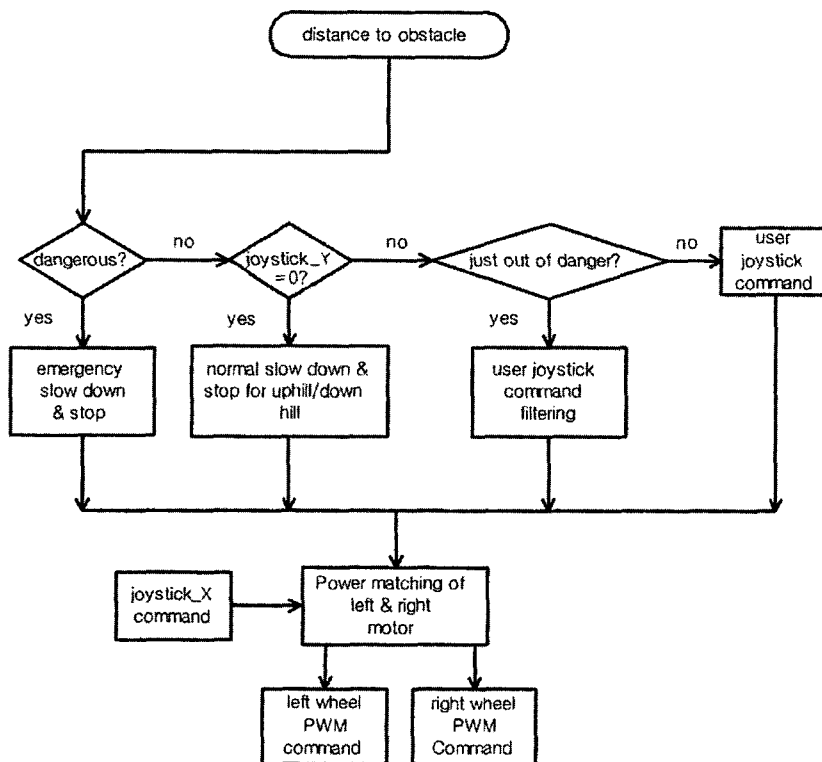 distance to obstacle
dangerous?
no
joystick_Y
=0?
no
just out of danger?
no
user
joystick
command
yes
yes
yes
emergency
slow down
& stop
normal slow down &
stop for uphill/down
hill
user joystick
command
filtering
joystick_X
command
Power matching of
left & right
motor
left wheel
PWM
command
right wheel
PWM
Command